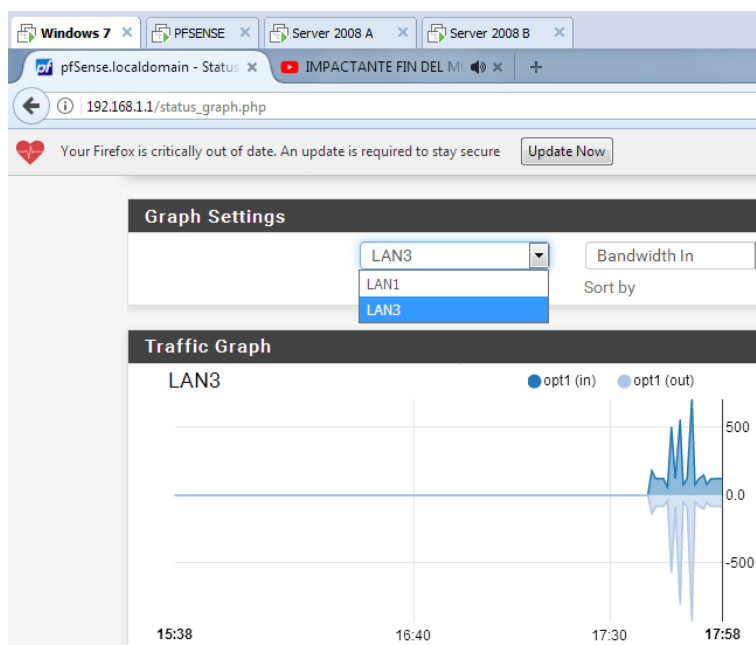 Windows 7 PFSENSE Server 2008 A Server 2008 B
pfSense.localdomain - Status IMPACTANTE FIN DEL
192.168.1.1/status_graph.php
Your Firefox is critically out of date. An update is required to stay secure Update Now
Graph Settings
LAN3 Bandwidth In
LAN1 Sort by
LAN3
Traffic Graph
LAN3 opt1 (in) opt1 (out)
500
0.0
-500
15:38 16:40 17:30 17:58